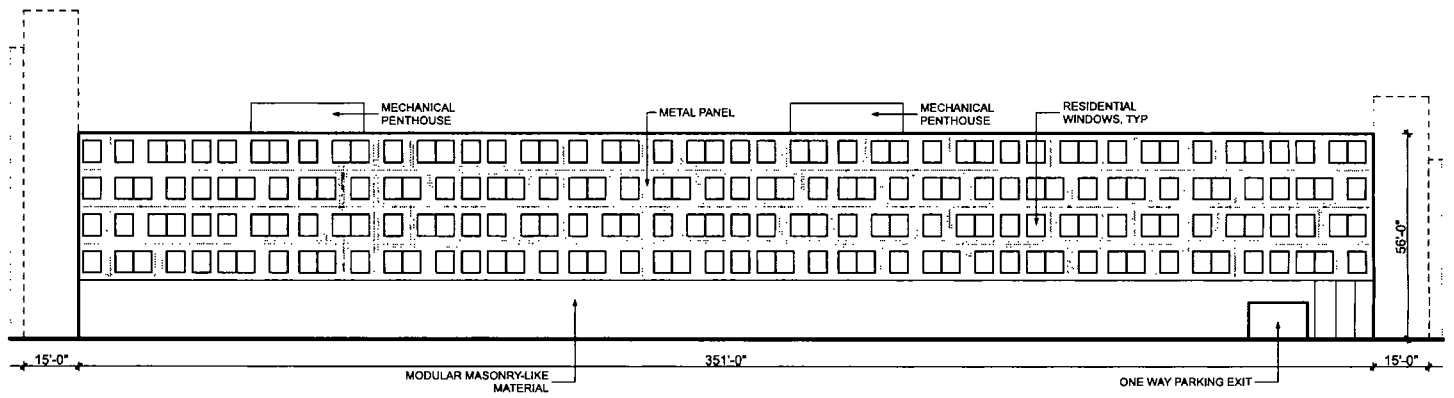 MECHANICAL
PENTHOUSE
METAL PANEL
MECHANICAL
PENTHOUSE
RESIDENTIAL
WINDOWS, TYP
56'-0"
15'-0"
351'-0"
15'-0"
MODULAR MASONRY-LIKE
MATERIAL
ONE WAY PARKING EXIT